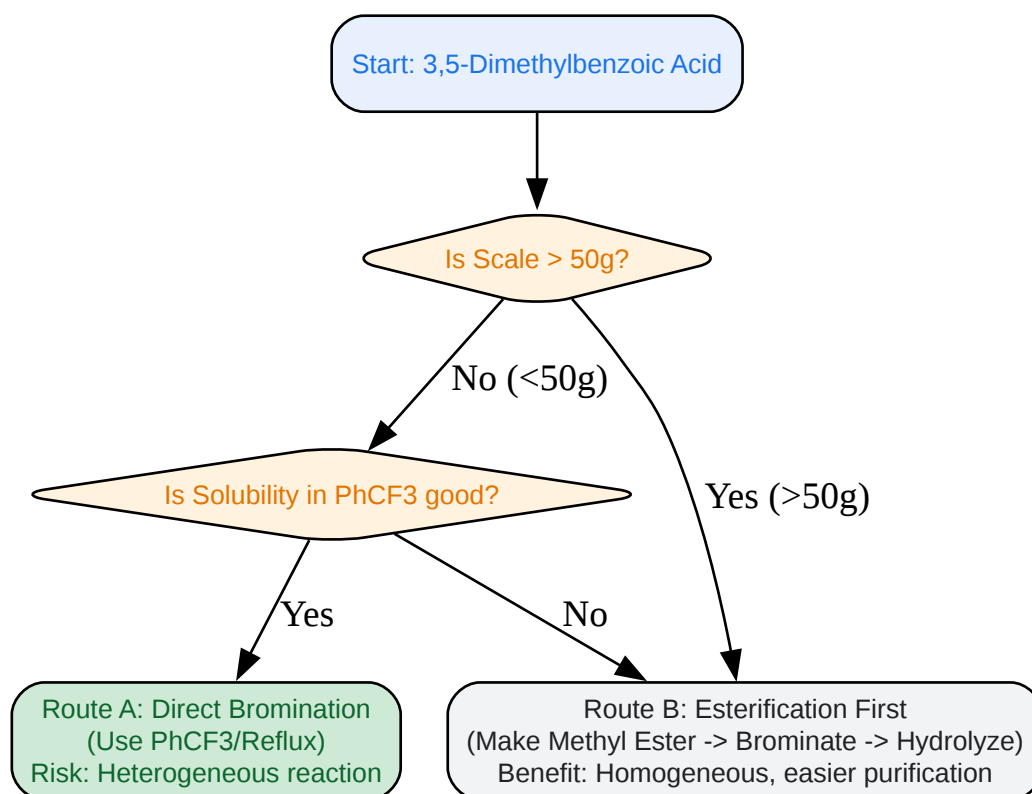 Start: 3,5-Dimethylbenzoic Acid
Is Scale > 50g?
No (<50g)
Yes (>50g)
Is Solubility in PhCF3 good?
Yes
No
Route A: Direct Bromination
(Use PhCF3/Reflux)
Risk: Heterogeneous reaction
Route B: Esterification First
(Make Methyl Ester -> Brominate -> Hydrolyze)
Benefit: Homogeneous, easier purification